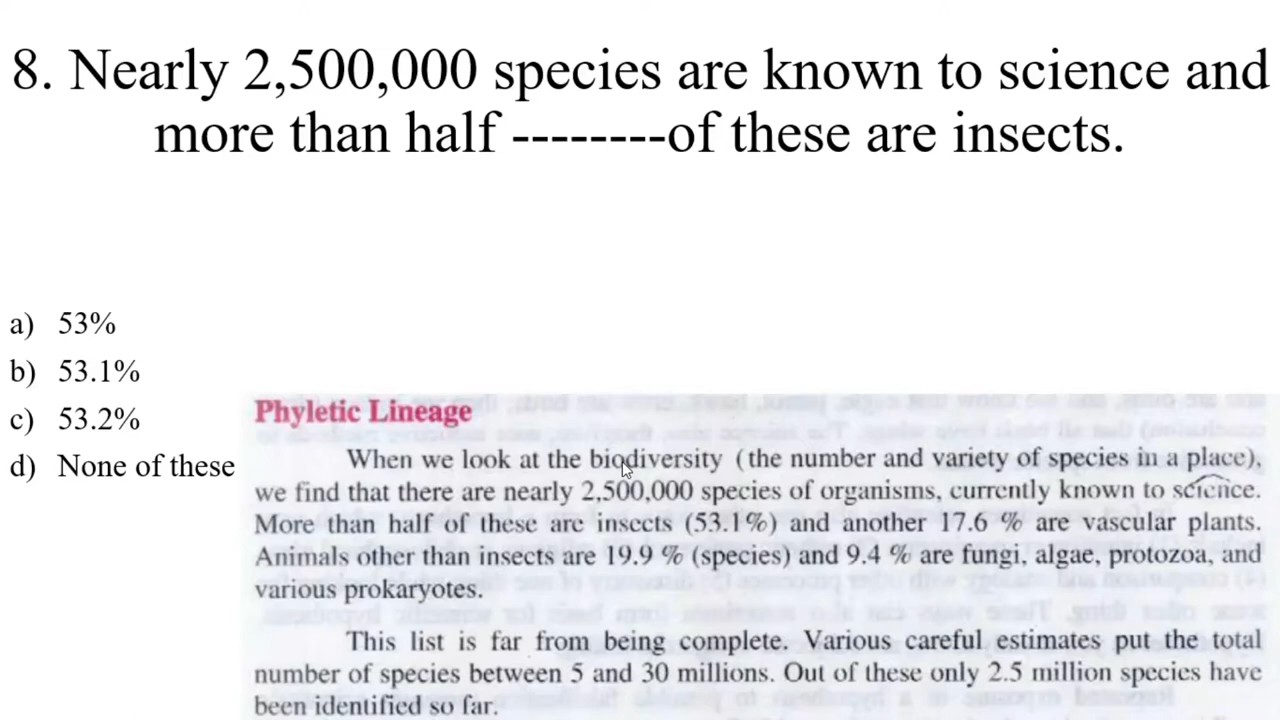 8. Nearly 2,500,000 species are known to science and
more than half --------of these are insects.
a) 53%
b) 53.1%
c) 53.2%
d) None of these
Phyletic Lineage
When we look at the biodiversity (the number and variety of species in a place),
we find that there are nearly 2,500,000 species of organisms, currently known to science.
More than half of these are insects (53.1%) and another 17.6 % are vascular plants.
Animals other than insects are 19.9 % (species) and 9.4 % are fungi, algae, protozoa, and
various prokaryotes.
This list is far from being complete. Various careful estimates put the total
number of species between 5 and 30 millions. Out of these only 2.5 million species have
been identified so far.